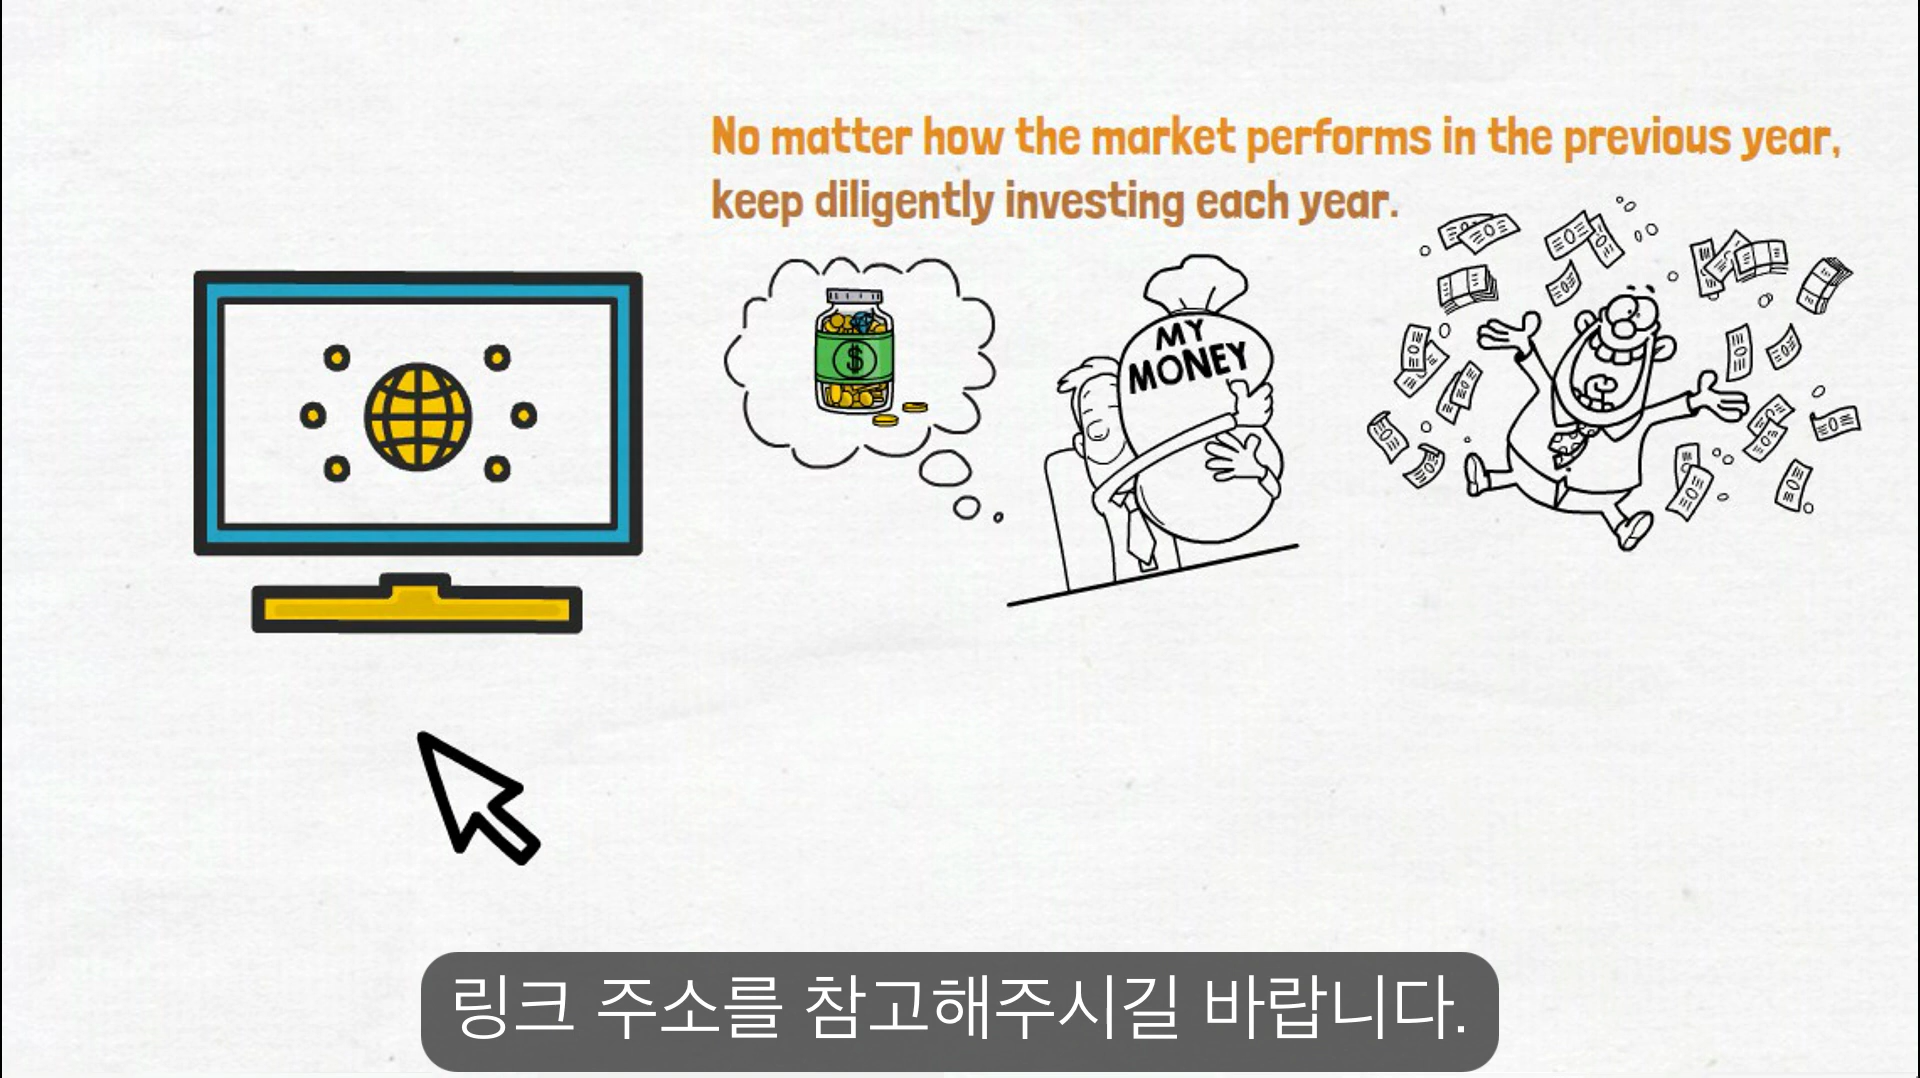 No matter how the market performs in the previous year,
keep diligently investing each year.
$
MY
MONEY
링크 주소를 참고해주시길 바랍니다.